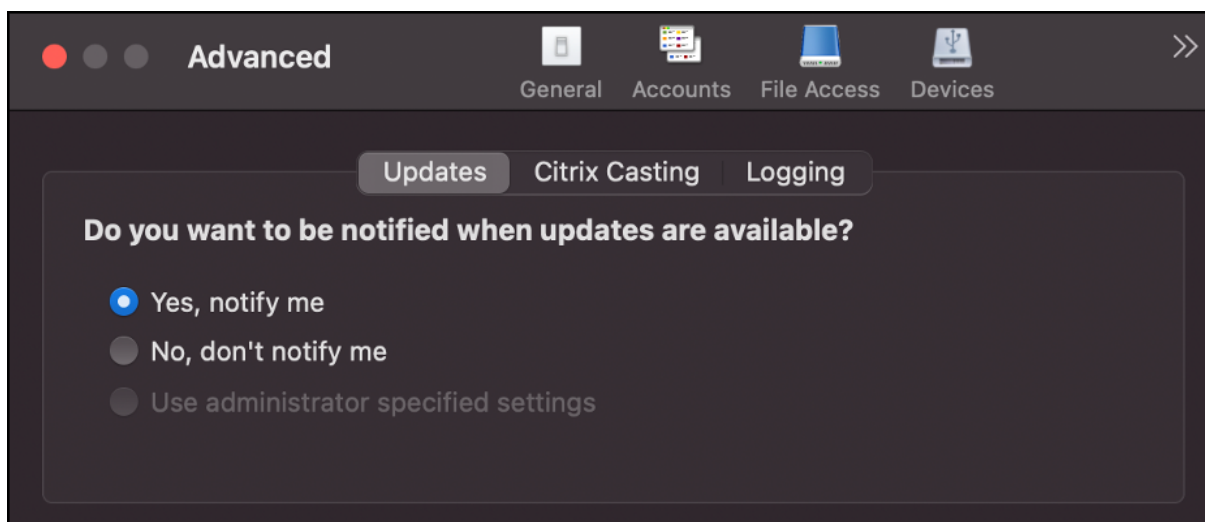 Advanced
General Accounts File Access Devices
Updates Citrix Casting Logging
Do you want to be notified when updates are available?
Yes, notify me
No, don't notify me
Use administrator specified settings